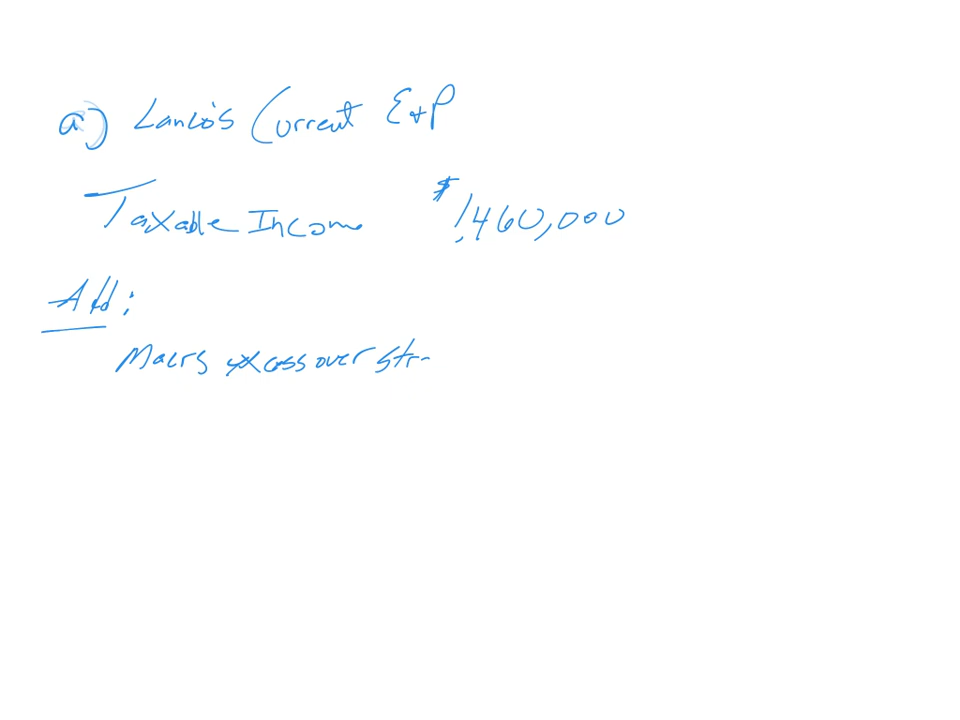 a) Lanco's Current E+P
Taxable Income $1,460,000
Add:
Macrs excess over str